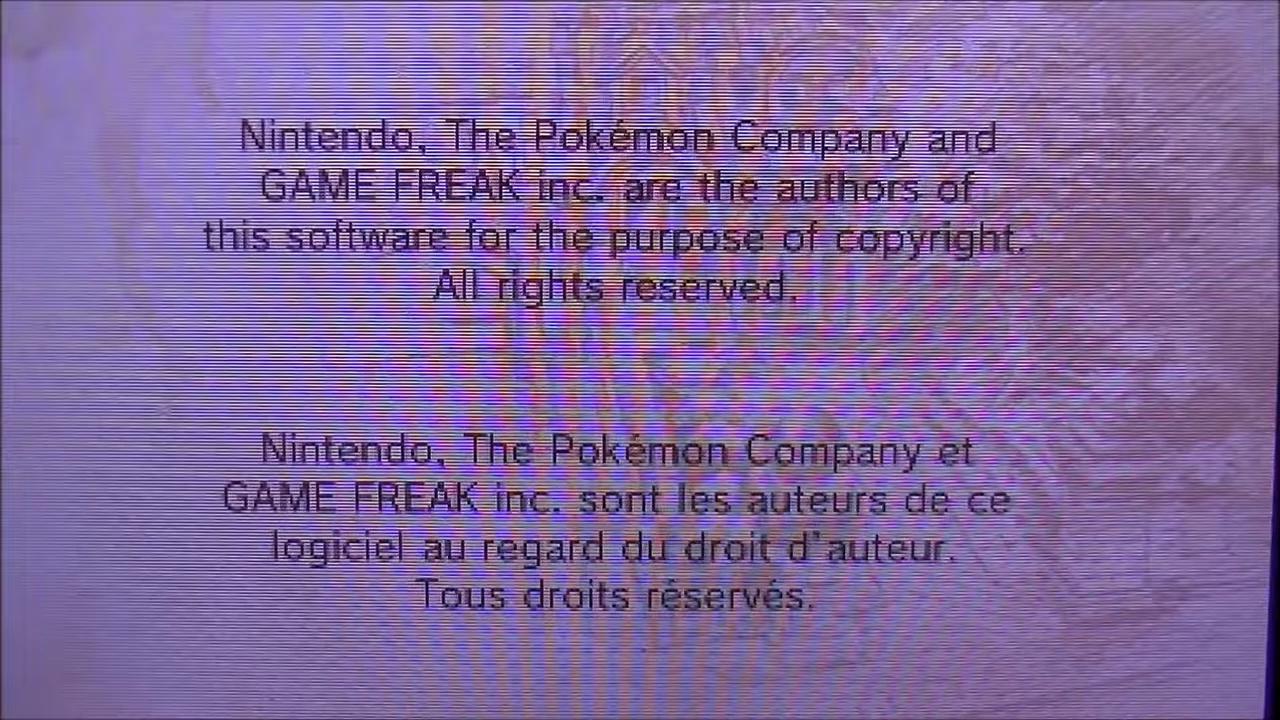 Nintendo, The Pokémon Company and
GAME FREAK inc. are the authors of
this software for the purpose of copyright.
All rights reserved.
Nintendo, The Pokémon Company et
GAME FREAK inc. sont les auteurs de ce
logiciel au regard du droit d'auteur.
Tous droits réservés.